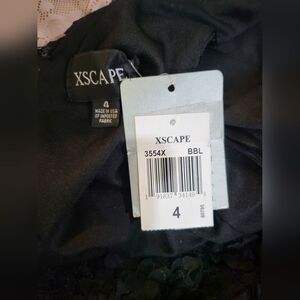 XSCAPE
4
MADE IN USA
OF IMPORTED
FABRIC
XSCAPE
3554X BBL
4